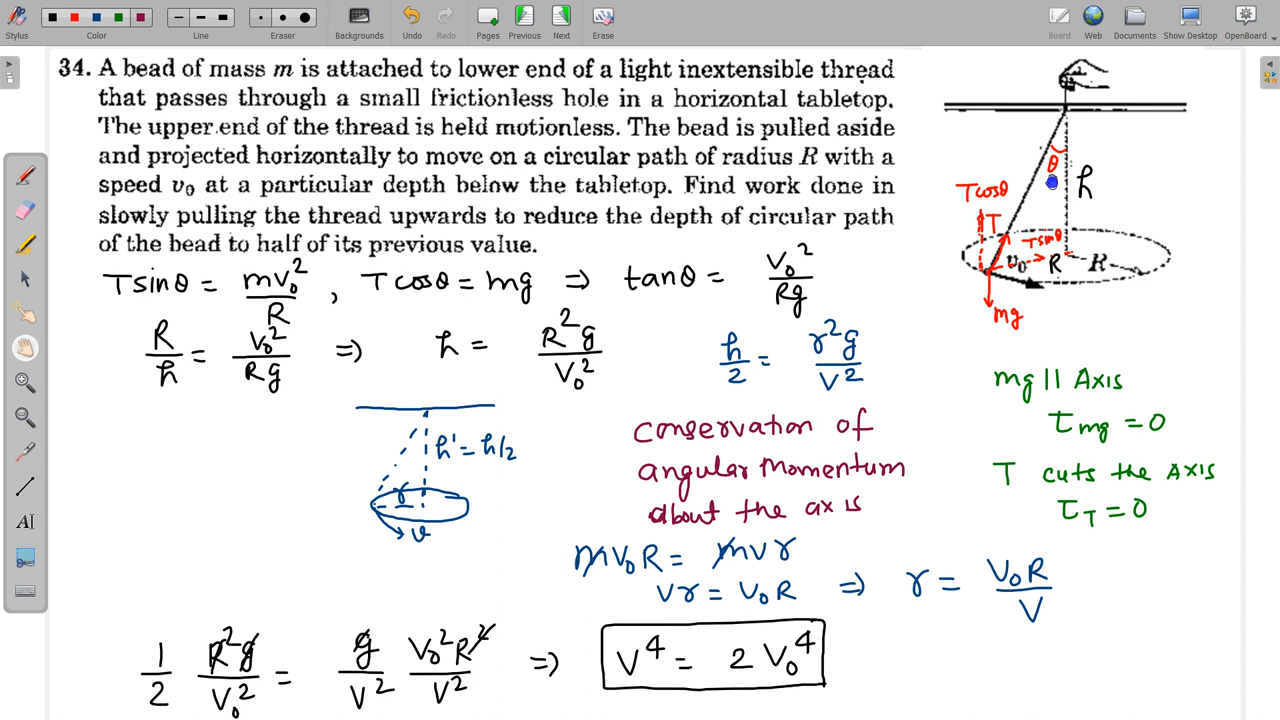 Stylus Color Line Eraser Backgrounds Undo Redo Pages Previous Next Erase Board Web Documents Show Desktop OpenBoard
34. A bead of mass m is attached to lower end of a light inextensible thread
that passes through a small frictionless hole in a horizontal tabletop.
The upper end of the thread is held motionless. The bead is pulled aside
and projected horizontally to move on a circular path of radius R with a
speed v₀ at a particular depth below the tabletop. Find work done in
slowly pulling the thread upwards to reduce the depth of circular path
of the bead to half of its previous value.
θ
h
Tcosθ
T
Tsinθ
v₀
R
R
mg
Tsinθ = mv₀²/R , Tcosθ = mg ⇒ tanθ = v₀²/Rg
R/h = v₀²/Rg ⇒ h = R²g/v₀²
h/2 = r²g/v²
mg || Axis
τmg = 0
T cuts the Axis
τT = 0
h' = h/2
r
v
conservation of
angular momentum
about the axis
mv₀R = mvr
vr = v₀R ⇒ r = v₀R/v
1/2 R²g/v₀² = g/v² v₀²R²/v² ⇒ v⁴ = 2v₀⁴